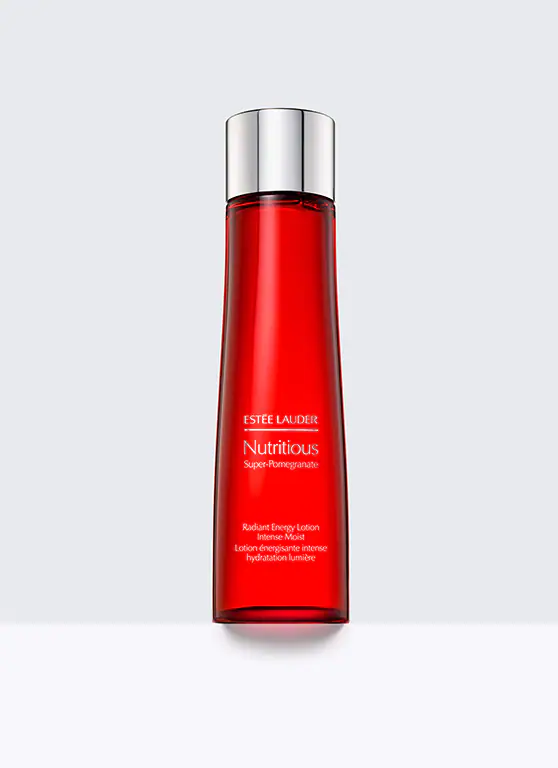 ESTĒE LAUDER
Nutritious
Super-Pomegranate
Radiant Energy Lotion
Intense Moist
Lotion énergisante intense
hydratation lumière